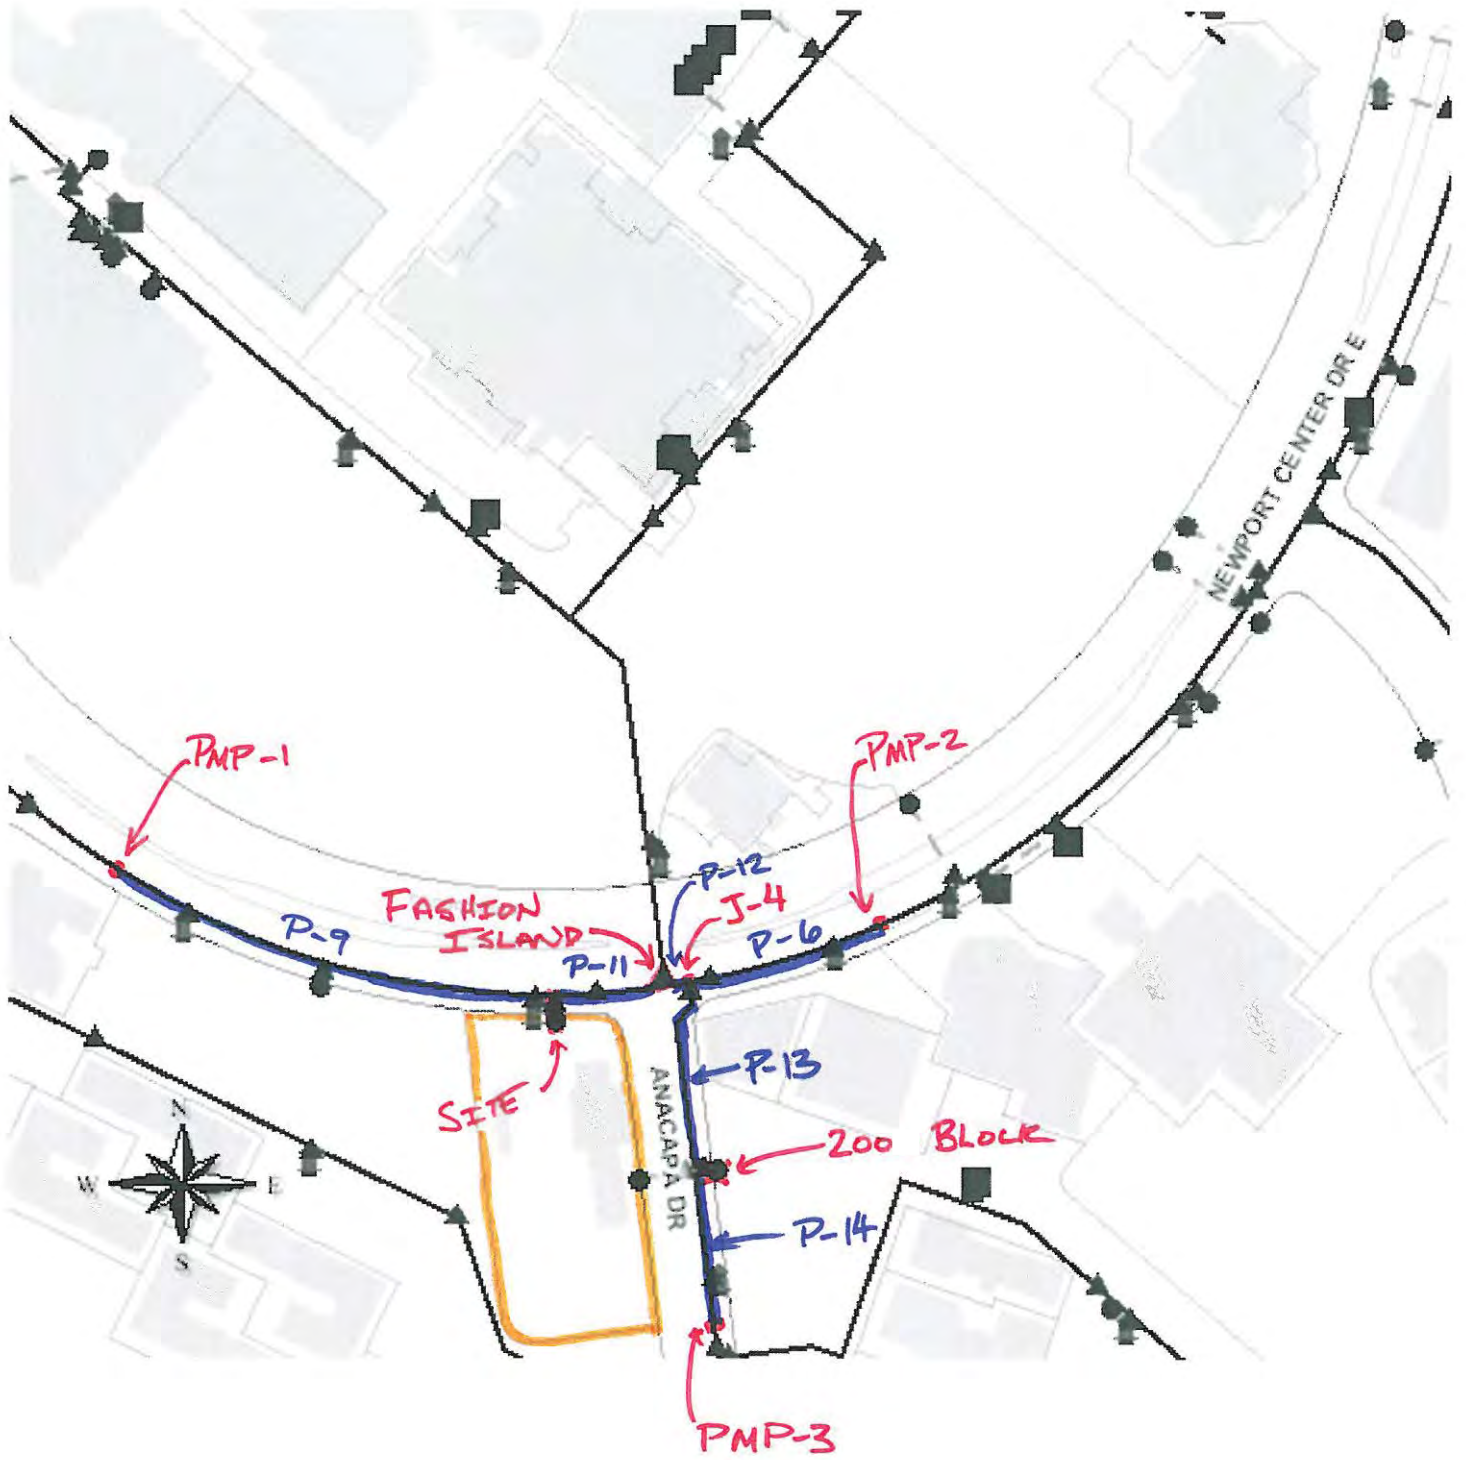 NEWPORT CENTER DR E
PMP-1
PMP-2
P-12
FASHION
ISLAND
J-4
P-9
P-6
P-11
P-13
SITE
ANACAPA DR
N
W E
S
200 BLOCK
P-14
PMP-3